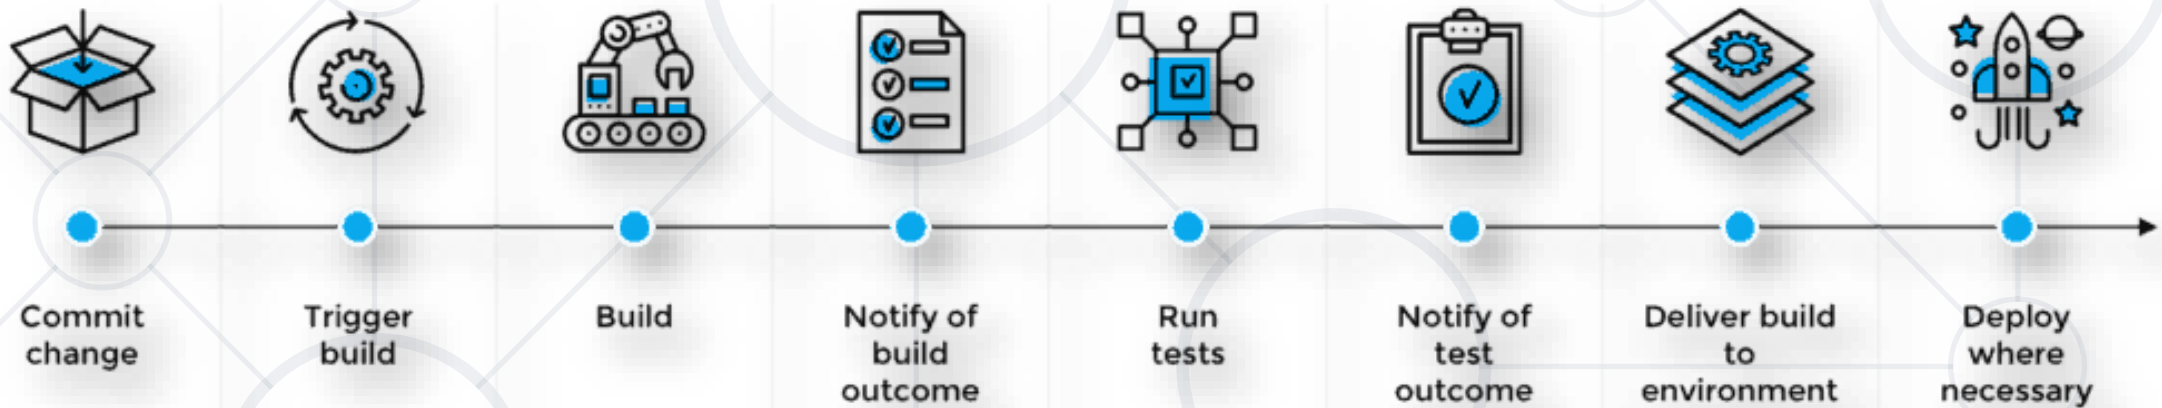 Commit
change
Trigger
build
Build
Notify of
build
outcome
Run
tests
Notify of
test
outcome
Deliver build
to
environment
Deploy
where
necessary